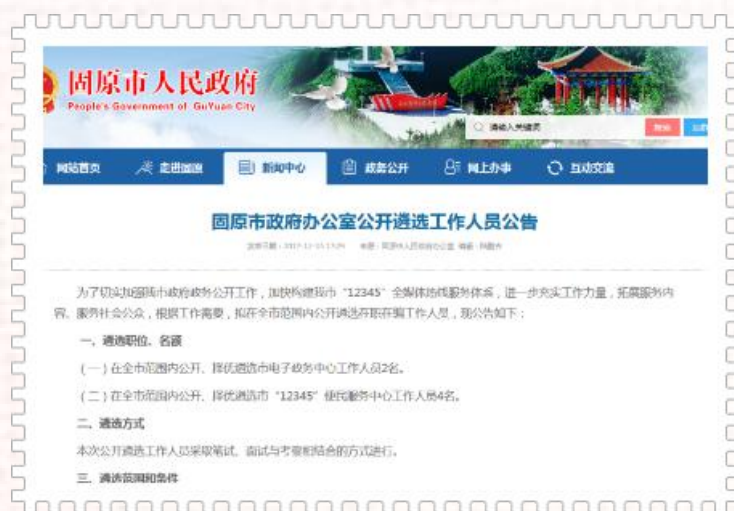 固原市人民政府
People's Government of GuYuan City
请输入关键词
网站首页 走进固原 新闻中心 政务公开 网上办事 互动交流
固原市政府办公室公开遴选工作人员公告
为了切实加强我市政府政务公开工作，加快构建我市“12345”全媒体热线服务体系，进一步充实工作力量，拓展服务内
容、服务社会公众，根据工作需要，拟在全市范围内公开遴选在职在编工作人员，现公告如下：
一、遴选职位、名额
（一）在全市范围内公开、择优遴选市电子政务中心工作人员2名。
（二）在全市范围内公开、择优遴选市“12345”便民服务中心工作人员4名。
二、遴选方式
本次公开遴选工作人员采取笔试、面试与考察相结合的方式进行。
三、遴选范围和条件